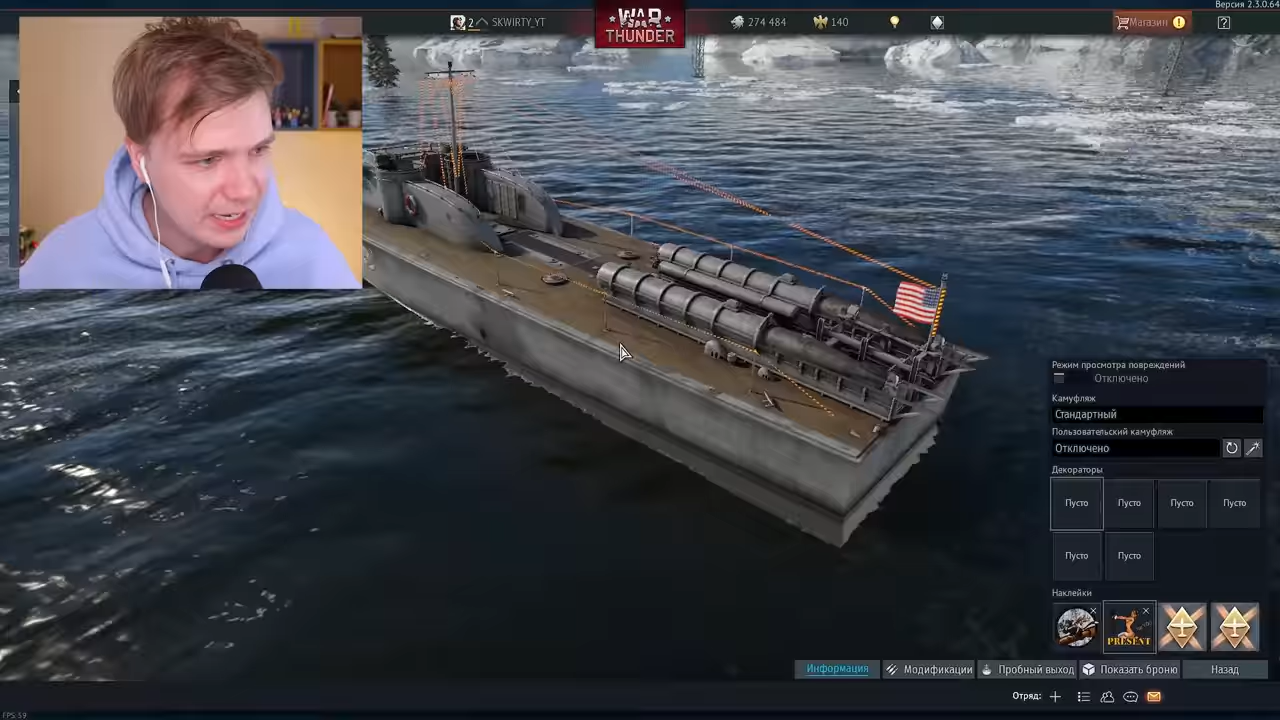 Версия 2.3.0.64
2 SKWIRTY_YT
WAR
THUNDER
274 484
140
Магазин
Режим просмотра повреждений
Отключено
Камуфляж
Стандартный
Пользовательский камуфляж
Отключено
Декораторы
Пусто Пусто Пусто Пусто
Пусто Пусто
Наклейки
PRESENT
Информация Модификации Пробный выход Показать броню Назад
Отряд:
FPS: 59